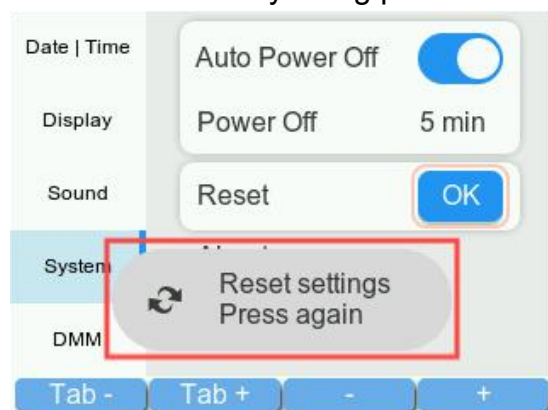 Date | Time
Auto Power Off
Display
Power Off 5 min
Sound
Reset OK
System
Reset settings
Press again
DMM
Tab - Tab + - +